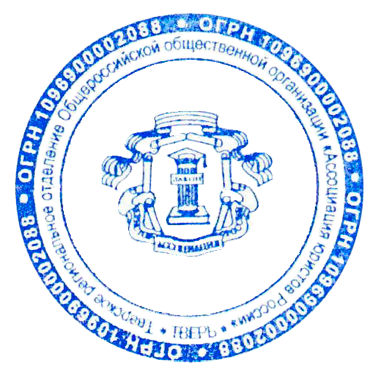 ОГРН 1096900002088 • ОГРН 1096900002088 • ОГРН 1096900002088 • ОГРН 1096900002088 •
Тверское региональное отделение Общероссийской общественной организации «Ассоциация юристов России»
* ТВЕРЬ *
ЗАКОН
АССОЦИАЦИЯ